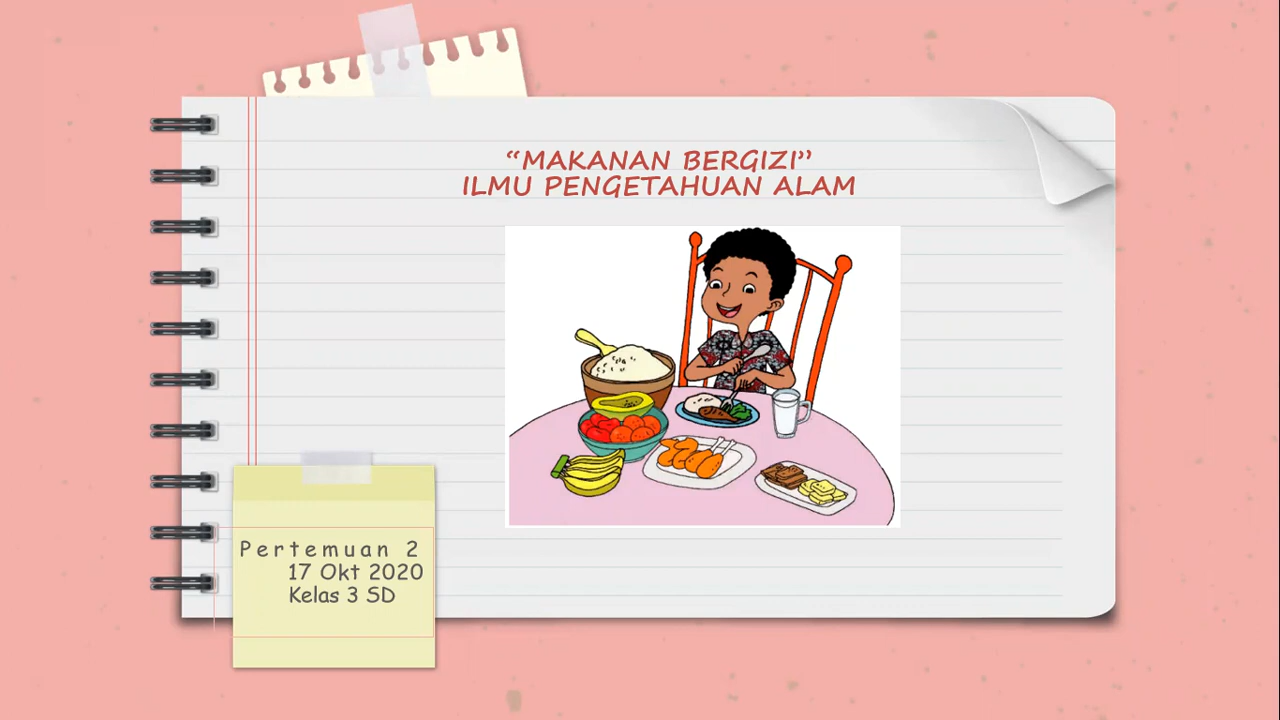 “MAKANAN BERGIZI”
ILMU PENGETAHUAN ALAM
Pertemuan 2
17 Okt 2020
Kelas 3 SD